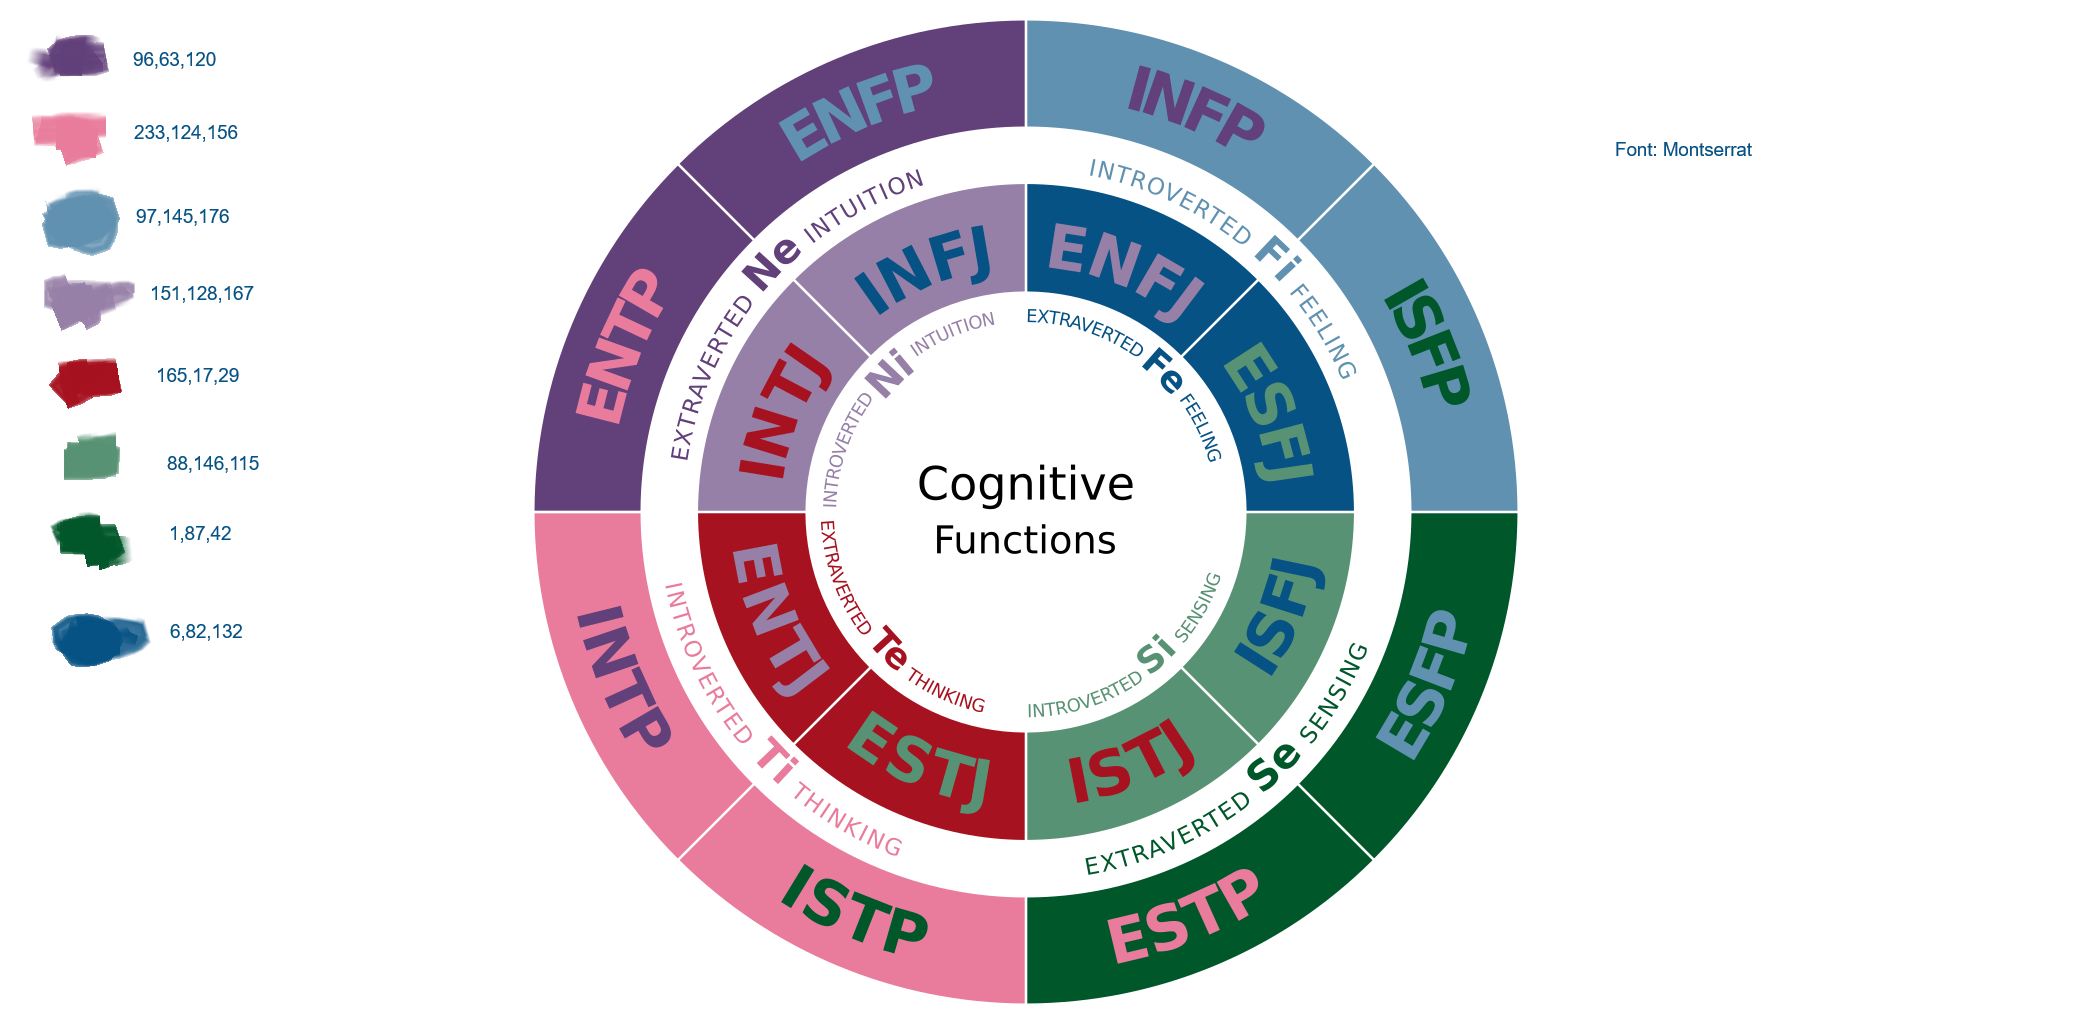 96,63,120
233,124,156
97,145,176
151,128,167
165,17,29
88,146,115
1,87,42
6,82,132
Font: Montserrat
ENFP
INFP
ISFP
ESFP
ESTP
ISTP
INTP
ENTP
EXTRAVERTED Ne INTUITION
INTROVERTED Fi FEELING
EXTRAVERTED Se SENSING
INTROVERTED Ti THINKING
INFJ
ENFJ
ESFJ
ISFJ
ISTJ
ESTJ
ENTJ
INTJ
INTROVERTED Ni INTUITION
EXTRAVERTED Fe FEELING
INTROVERTED Si SENSING
EXTRAVERTED Te THINKING
Cognitive
Functions